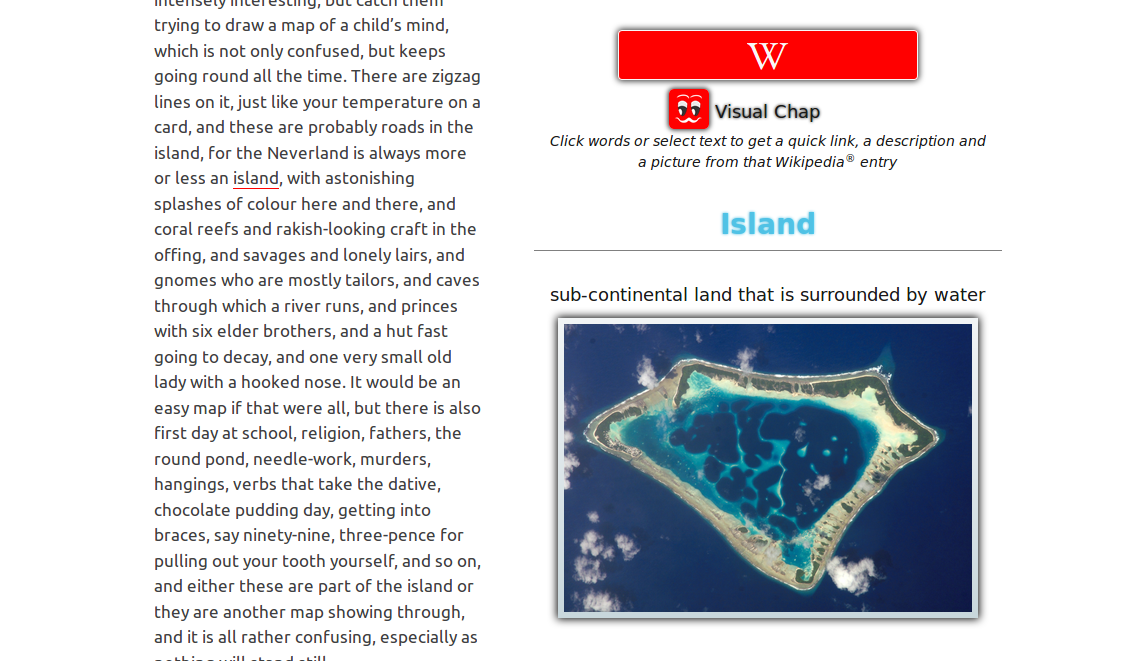 intensely interesting, but catch them
trying to draw a map of a child’s mind,
which is not only confused, but keeps
going round all the time. There are zigzag
lines on it, just like your temperature on a
card, and these are probably roads in the
island, for the Neverland is always more
or less an island, with astonishing
splashes of colour here and there, and
coral reefs and rakish-looking craft in the
offing, and savages and lonely lairs, and
gnomes who are mostly tailors, and caves
through which a river runs, and princes
with six elder brothers, and a hut fast
going to decay, and one very small old
lady with a hooked nose. It would be an
easy map if that were all, but there is also
first day at school, religion, fathers, the
round pond, needle-work, murders,
hangings, verbs that take the dative,
chocolate pudding day, getting into
braces, say ninety-nine, three-pence for
pulling out your tooth yourself, and so on,
and either these are part of the island or
they are another map showing through,
and it is all rather confusing, especially as
nothing will stand still.
W
Visual Chap
Click words or select text to get a quick link, a description and
a picture from that Wikipedia® entry
Island
sub-continental land that is surrounded by water